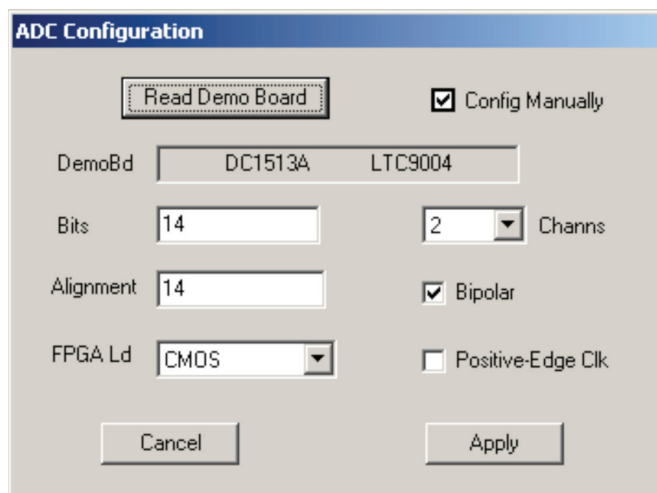 ADC Configuration
Read Demo Board Config Manually
DemoBd DC1513A LTC9004
Bits 14 2 Channs
Alignment 14 Bipolar
FPGA Ld CMOS Positive-Edge Clk
Cancel Apply